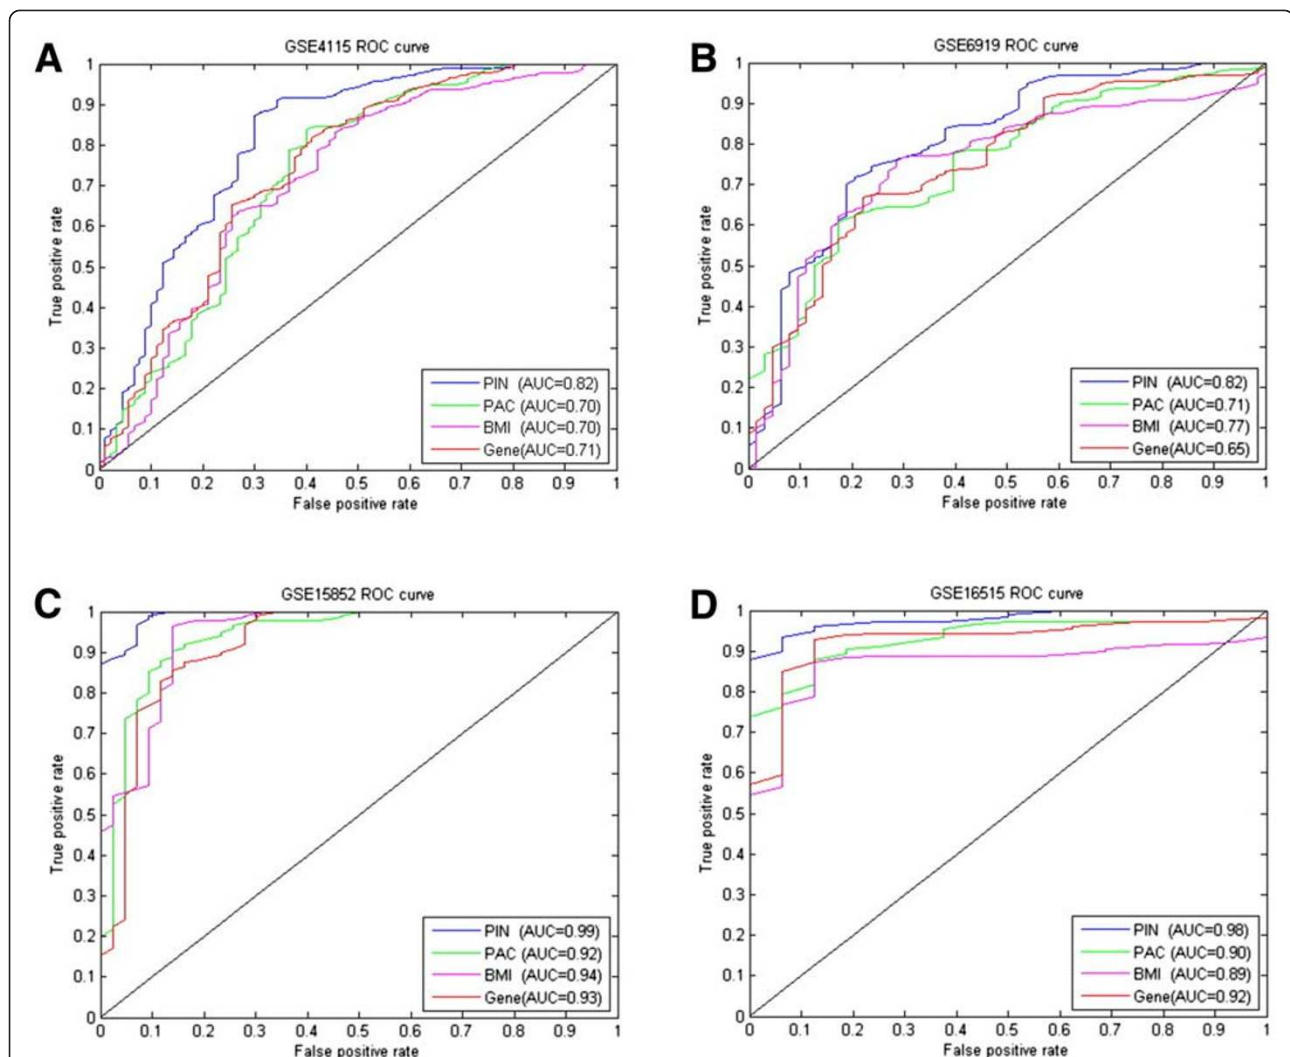 A
GSE4115 ROC curve
True positive rate
1
0.9
0.8
0.7
0.6
0.5
0.4
0.3
0.2
0.1
0
PIN (AUC=0.82)
PAC (AUC=0.70)
BMI (AUC=0.70)
Gene(AUC=0.71)
0 0.1 0.2 0.3 0.4 0.5 0.6 0.7 0.8 0.9 1
False positive rate
B
GSE6919 ROC curve
True positive rate
1
0.9
0.8
0.7
0.6
0.5
0.4
0.3
0.2
0.1
0
PIN (AUC=0.82)
PAC (AUC=0.71)
BMI (AUC=0.77)
Gene(AUC=0.65)
0 0.1 0.2 0.3 0.4 0.5 0.6 0.7 0.8 0.9 1
False positive rate
C
GSE15852 ROC curve
True positive rate
1
0.9
0.8
0.7
0.6
0.5
0.4
0.3
0.2
0.1
0
PIN (AUC=0.99)
PAC (AUC=0.92)
BMI (AUC=0.94)
Gene(AUC=0.93)
0 0.1 0.2 0.3 0.4 0.5 0.6 0.7 0.8 0.9 1
False positive rate
D
GSE16515 ROC curve
True positive rate
1
0.9
0.8
0.7
0.6
0.5
0.4
0.3
0.2
0.1
0
PIN (AUC=0.98)
PAC (AUC=0.90)
BMI (AUC=0.89)
Gene(AUC=0.92)
0 0.1 0.2 0.3 0.4 0.5 0.6 0.7 0.8 0.9 1
False positive rate